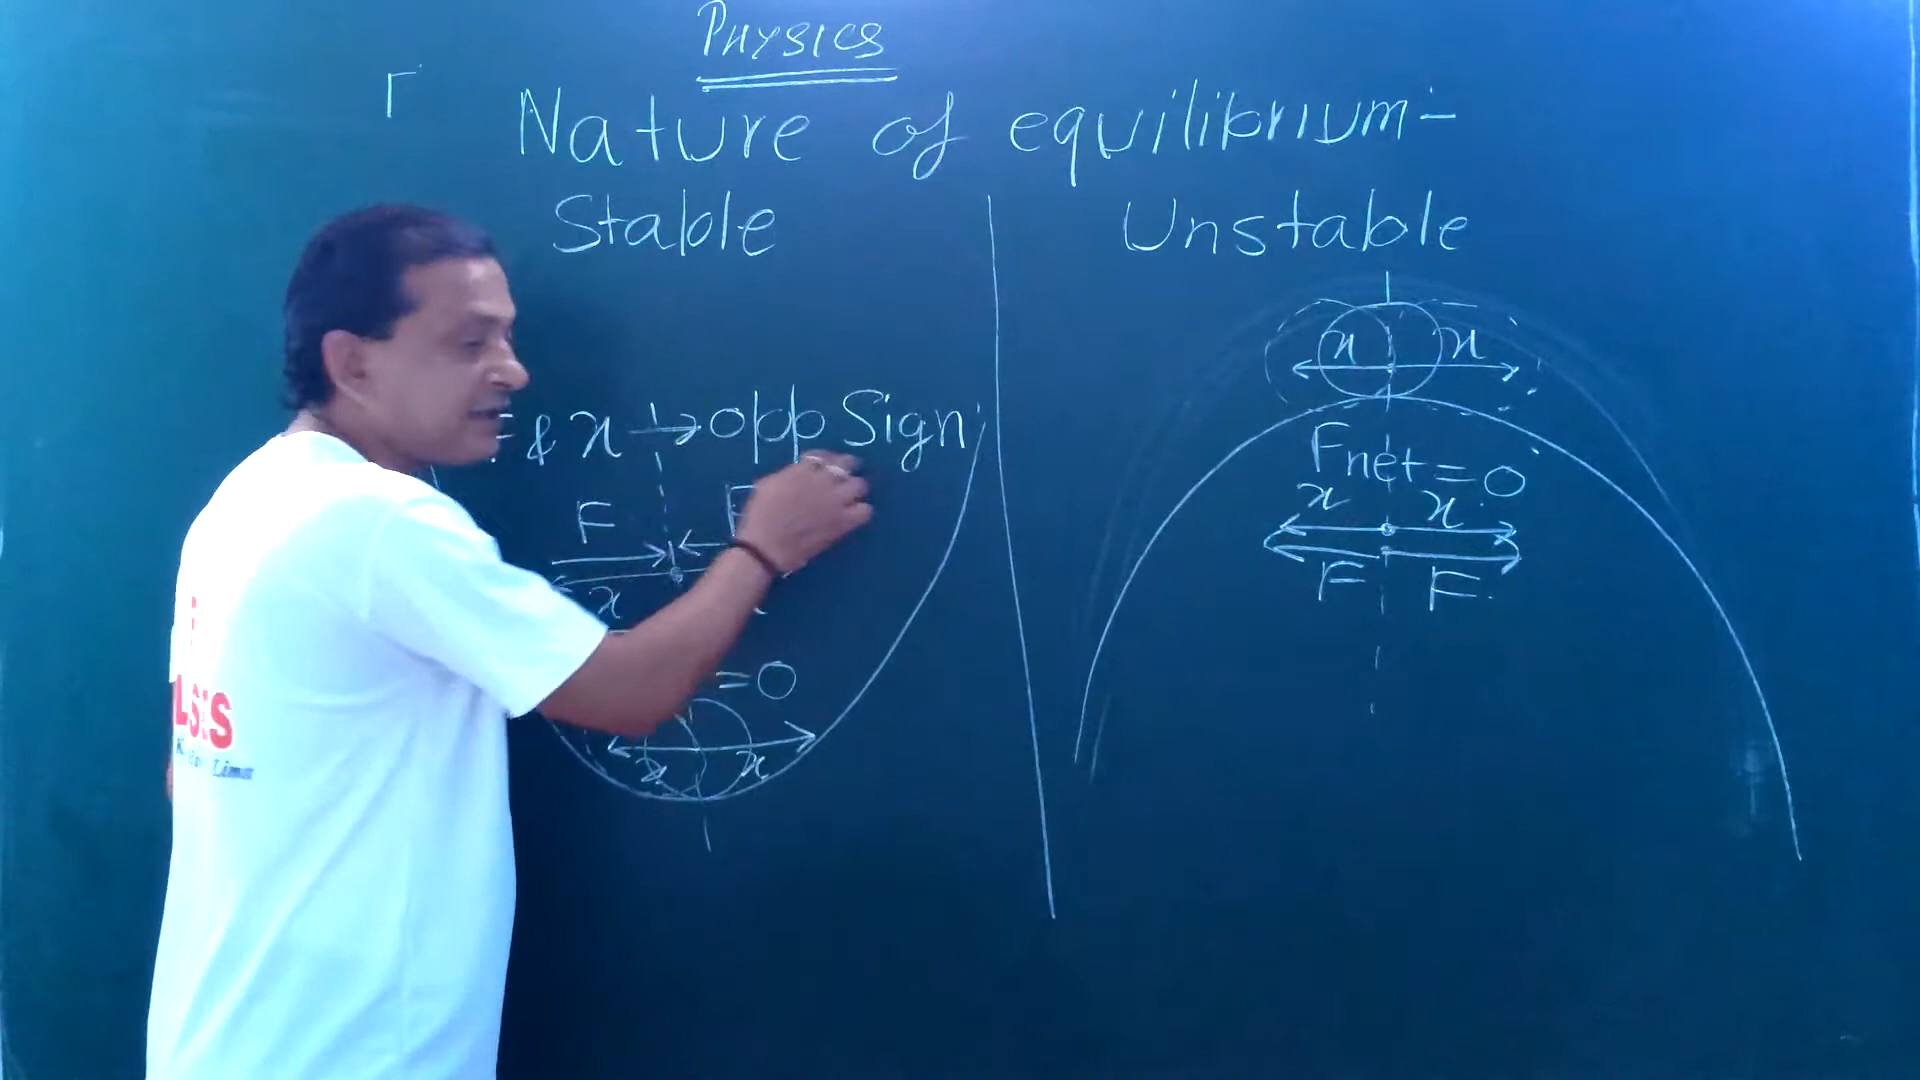 Physics
Nature of equilibrium:-
Stable
Unstable
F & x → opp Sign
F F
x
= 0
x x
x x
Fnet = 0
x x
F F